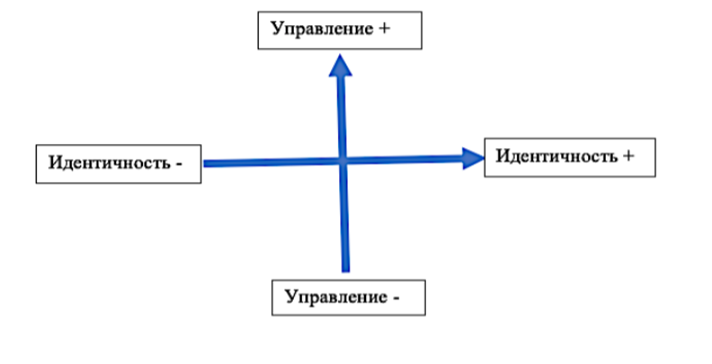 Управление +
Идентичность -
Идентичность +
Управление -